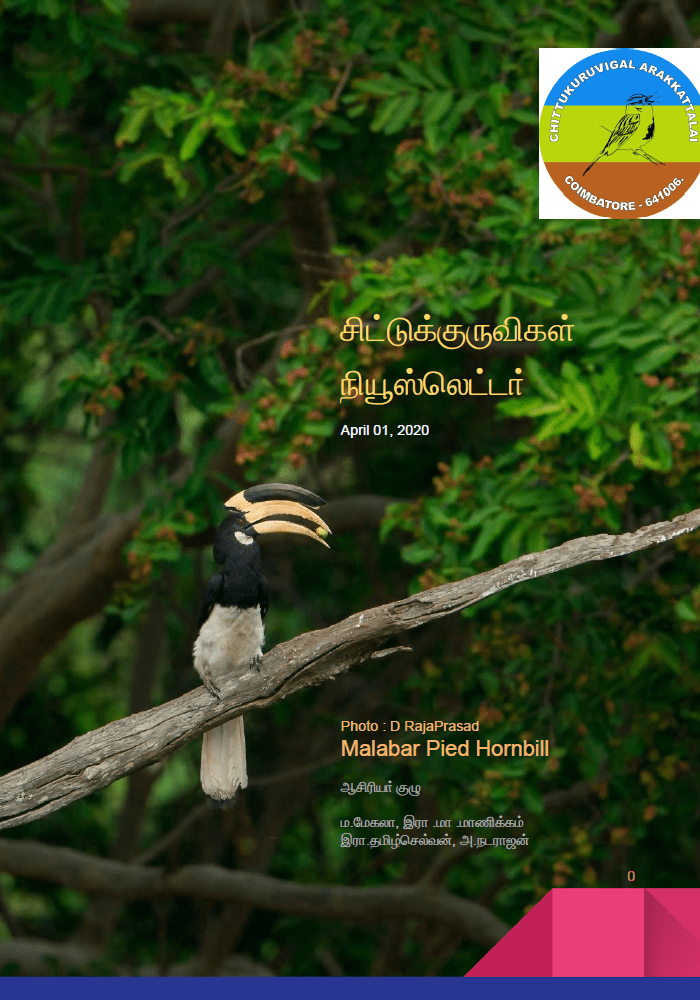 CHITTUKURUVIGAL ARAKKATTALAI
COIMBATORE - 641006.
சிட்டுக்குருவிகள்
நியூஸ்லெட்டர்
April 01, 2020
Photo : D RajaPrasad
Malabar Pied Hornbill
ஆசிரியர் குழு
ம.மேகலா, இரா .மா .மாணிக்கம்
இரா.தமிழ்செல்வன், அ.நடராஜன்
0